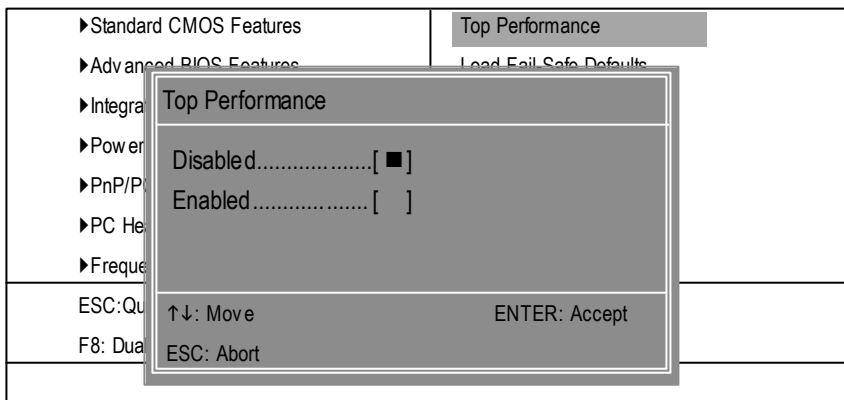 ▶Standard CMOS Features
Top Performance
▶Advanced BIOS Features
Load Fail-Safe Defaults
▶Integra
▶Power
▶PnP/P
▶PC He
▶Freque
ESC:Qu
F8: Dual
Top Performance
Disabled...................[ ■ ]
Enabled................... [   ]
↑↓: Move
ENTER: Accept
ESC: Abort